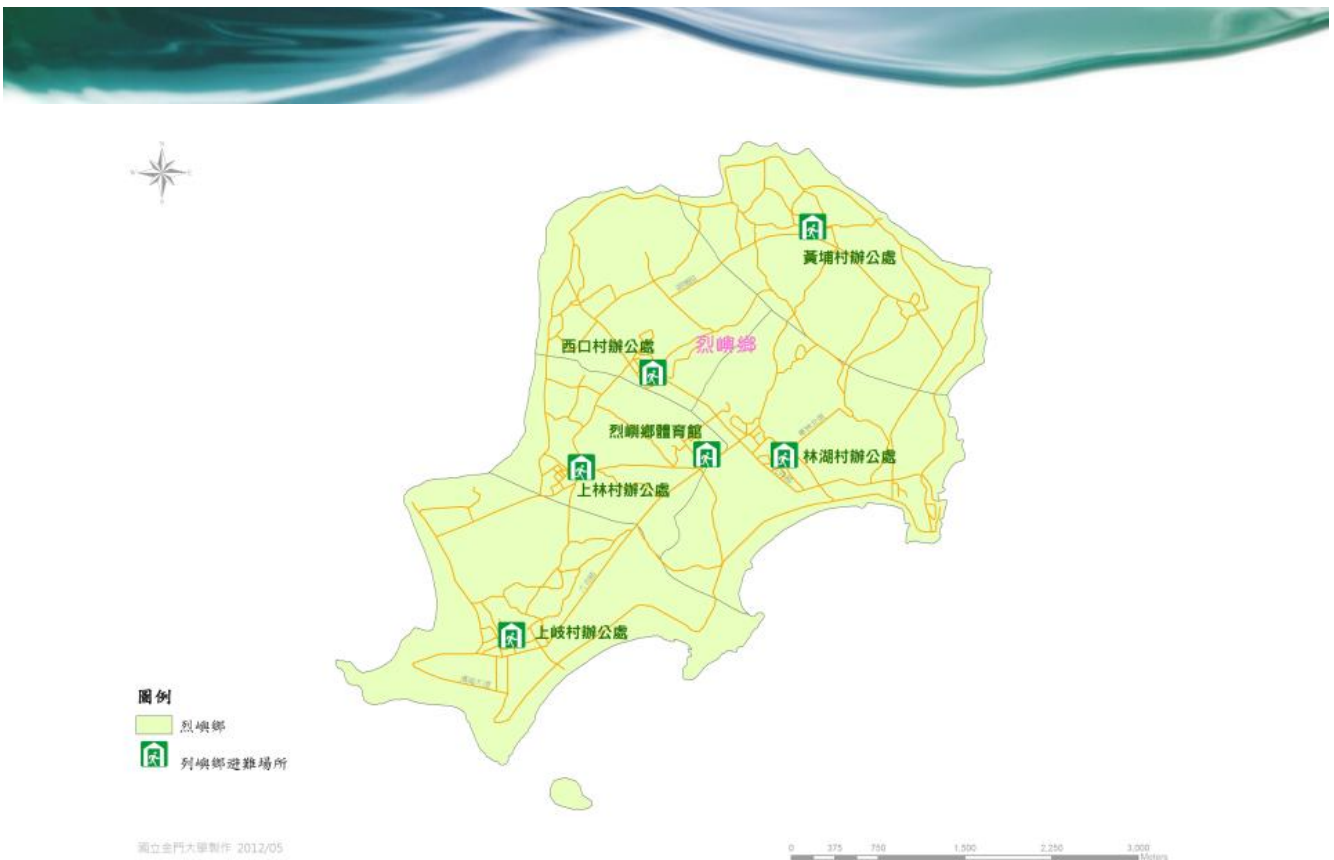 黃埔村辦公處
西口村辦公處
烈嶼鄉
烈嶼鄉體育館
林湖村辦公處
上林村辦公處
上岐村辦公處
圖例
烈嶼鄉
列嶼鄉避難場所
國立金門大學製作 2012/05
0 375 750 1,500 2,250 3,000
Meters